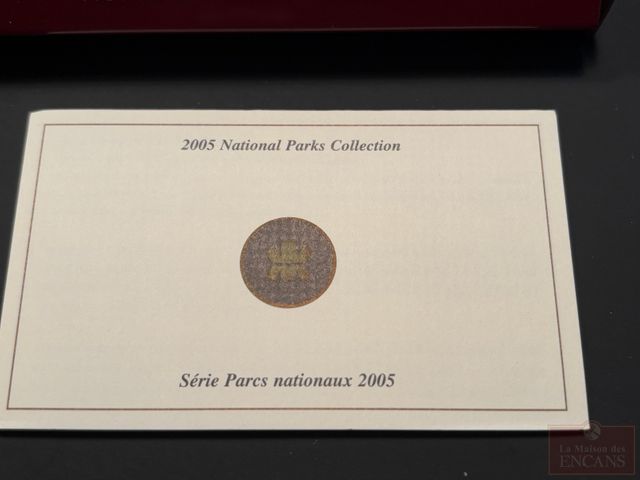 2005 National Parks Collection
Série Parcs nationaux 2005
La Maison des
ENCANS